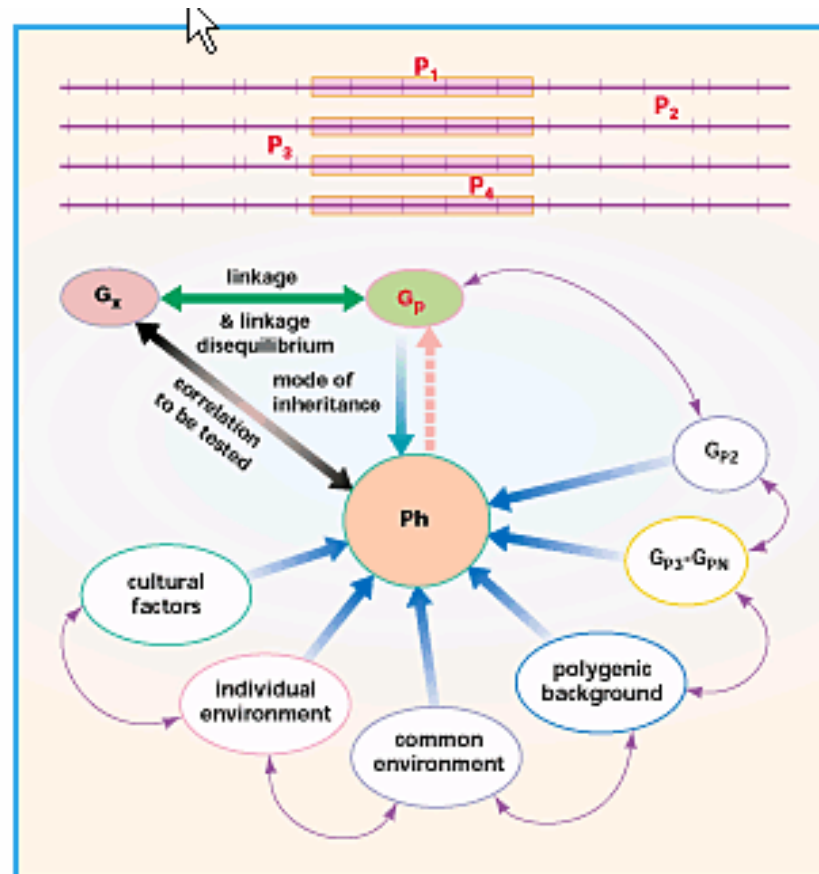 P1
P2
P3
P4
linkage
Gx
Gp
& linkage
disequilibrium
mode of
inheritance
correlation
to be tested
GP2
Ph
GP3-GPN
cultural
factors
polygenic
background
individual
environment
common
environment